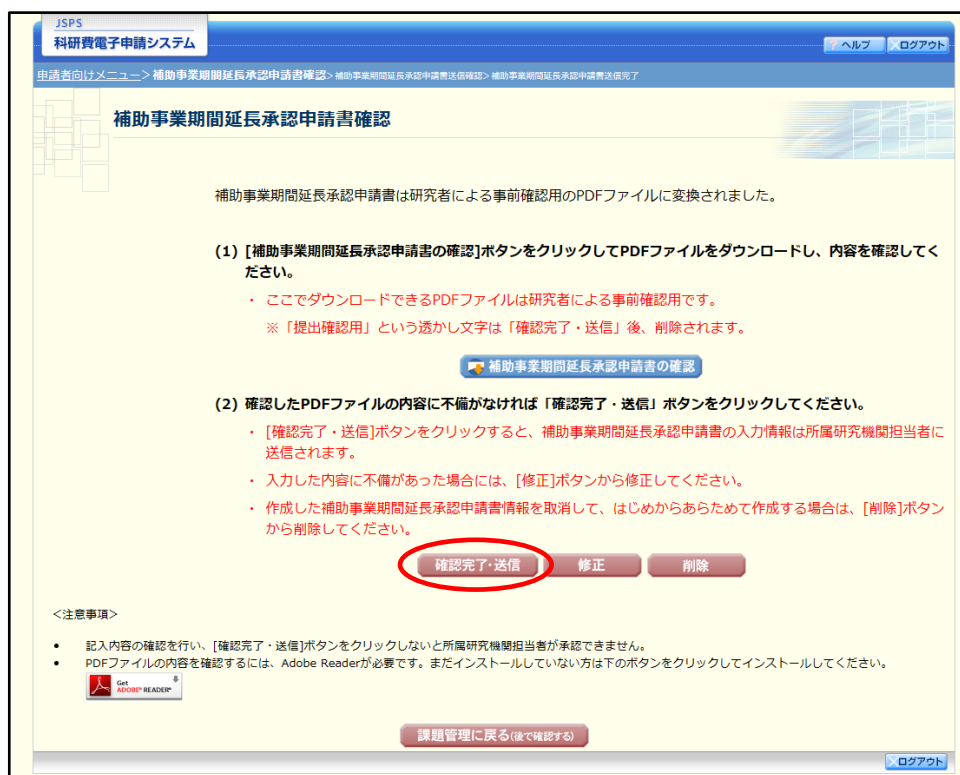 JSPS
科研費電子申請システム
? ヘルプ
ログアウト
申請者向けメニュー>補助事業期間延長承認申請書確認>補助事業期間延長承認申請書送信確認>補助事業期間延長承認申請書送信完了
補助事業期間延長承認申請書確認
補助事業期間延長承認申請書は研究者による事前確認用のPDFファイルに変換されました。
(1) [補助事業期間延長承認申請書の確認]ボタンをクリックしてPDFファイルをダウンロードし、内容を確認してく
ださい。
・ ここでダウンロードできるPDFファイルは研究者による事前確認用です。
※「提出確認用」という透かし文字は「確認完了・送信」後、削除されます。
補助事業期間延長承認申請書の確認
(2) 確認したPDFファイルの内容に不備がなければ「確認完了・送信」ボタンをクリックしてください。
・ [確認完了・送信]ボタンをクリックすると、補助事業期間延長承認申請書の入力情報は所属研究機関担当者に
送信されます。
・ 入力した内容に不備があった場合には、[修正]ボタンから修正してください。
・ 作成した補助事業期間延長承認申請書情報を取消して、はじめからあらためて作成する場合は、[削除]ボタン
から削除してください。
確認完了・送信
修正
削除
<注意事項>
• 記入内容の確認を行い、[確認完了・送信]ボタンをクリックしないと所属研究機関担当者が承認できません。
• PDFファイルの内容を確認するには、Adobe Readerが必要です。まだインストールしていない方は下のボタンをクリックしてインストールしてください。
Get
ADOBE® READER®
課題管理に戻る(後で確認する)
ログアウト